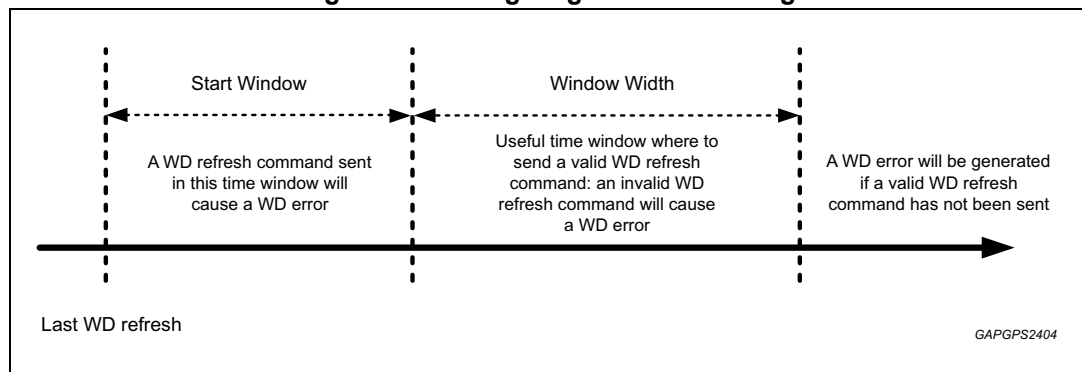 Start Window
Window Width
A WD refresh command sent
in this time window will
cause a WD error
Useful time window where to
send a valid WD refresh
command: an invalid WD
refresh command will cause
a WD error
A WD error will be generated
if a valid WD refresh
command has not been sent
Last WD refresh
GAPGPS2404